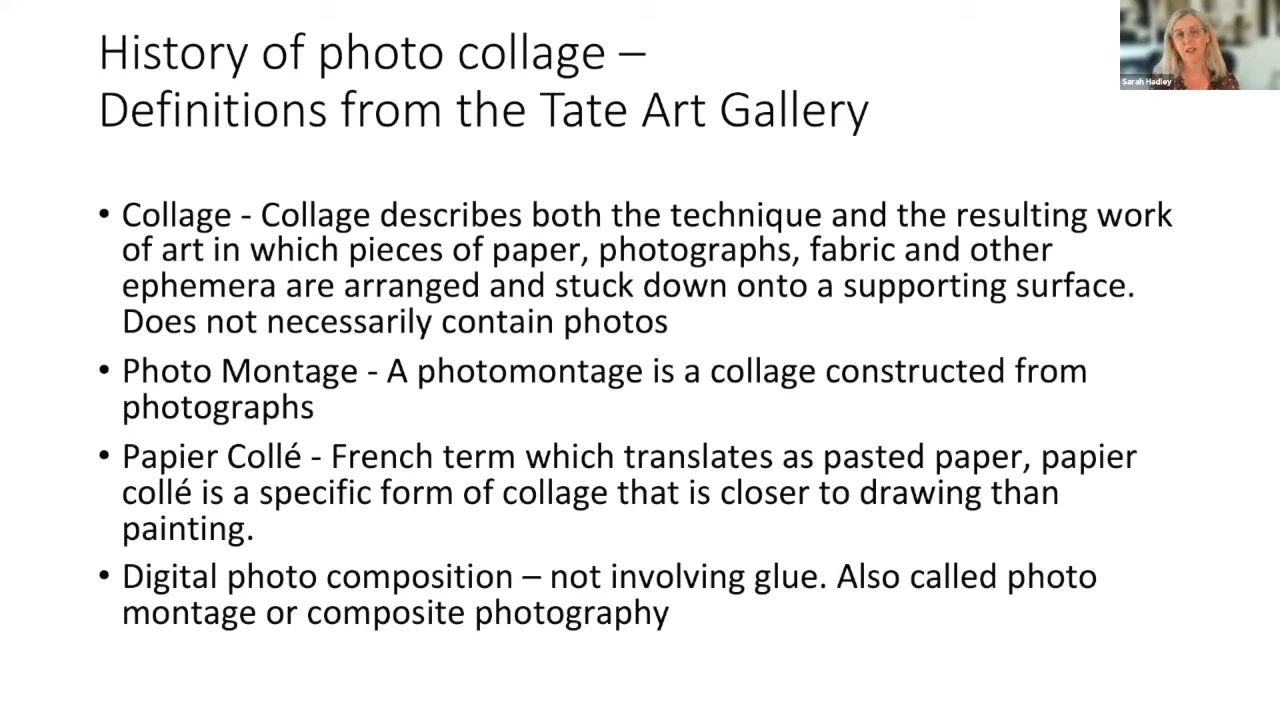 History of photo collage –
Definitions from the Tate Art Gallery
Sarah Hadley
• Collage - Collage describes both the technique and the resulting work
of art in which pieces of paper, photographs, fabric and other
ephemera are arranged and stuck down onto a supporting surface.
Does not necessarily contain photos
• Photo Montage - A photomontage is a collage constructed from
photographs
• Papier Collé - French term which translates as pasted paper, papier
collé is a specific form of collage that is closer to drawing than
painting.
• Digital photo composition – not involving glue. Also called photo
montage or composite photography